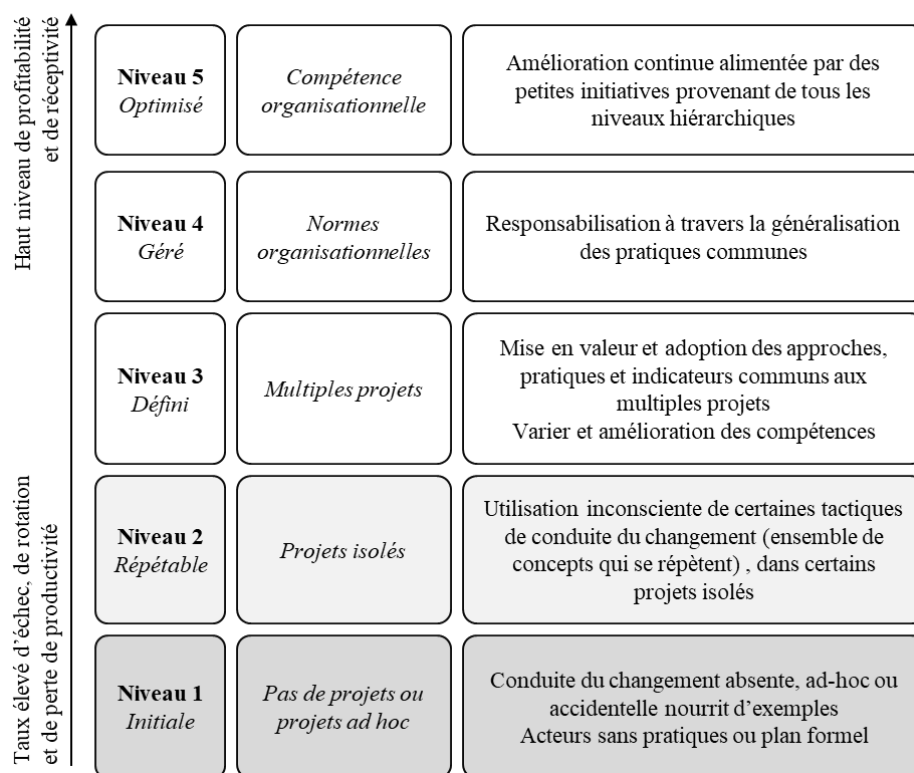 Haut niveau de profitabilité
et de réceptivité
Niveau 5
Optimisé
Compétence
organisationnelle
Amélioration continue alimentée par des
petites initiatives provenant de tous les
niveaux hiérarchiques
Niveau 4
Géré
Normes
organisationnelles
Responsabilisation à travers la généralisation
des pratiques communes
Niveau 3
Défini
Multiples projets
Mise en valeur et adoption des approches,
pratiques et indicateurs communs aux
multiples projets
Varier et amélioration des compétences
Taux élevé d’échec, de rotation
et de perte de productivité
Niveau 2
Répétable
Projets isolés
Utilisation inconsciente de certaines tactiques
de conduite du changement (ensemble de
concepts qui se répètent) , dans certains
projets isolés
Niveau 1
Initiale
Pas de projets ou
projets ad hoc
Conduite du changement absente, ad-hoc ou
accidentelle nourrit d’exemples
Acteurs sans pratiques ou plan formel